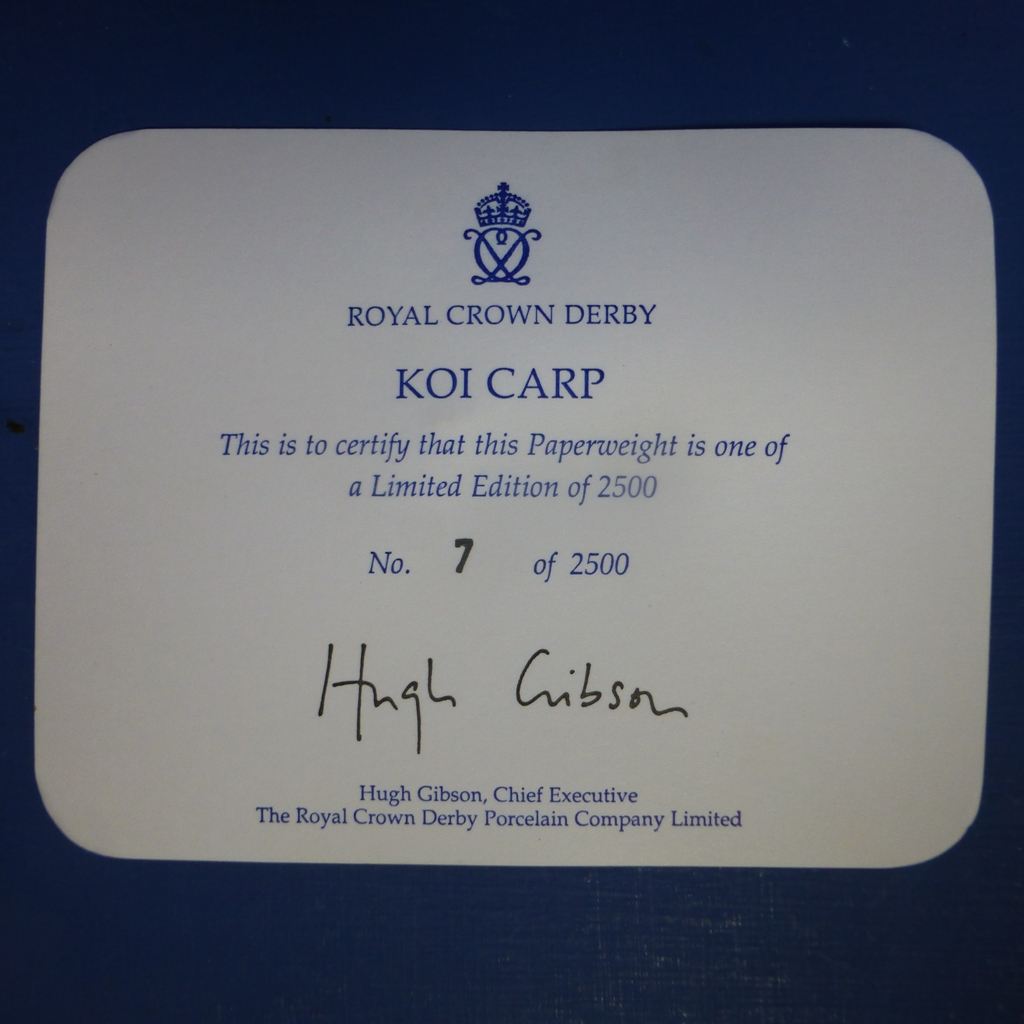 ROYAL CROWN DERBY
KOI CARP
This is to certify that this Paperweight is one of
a Limited Edition of 2500
No. 7 of 2500
Hugh Gibson
Hugh Gibson, Chief Executive
The Royal Crown Derby Porcelain Company Limited